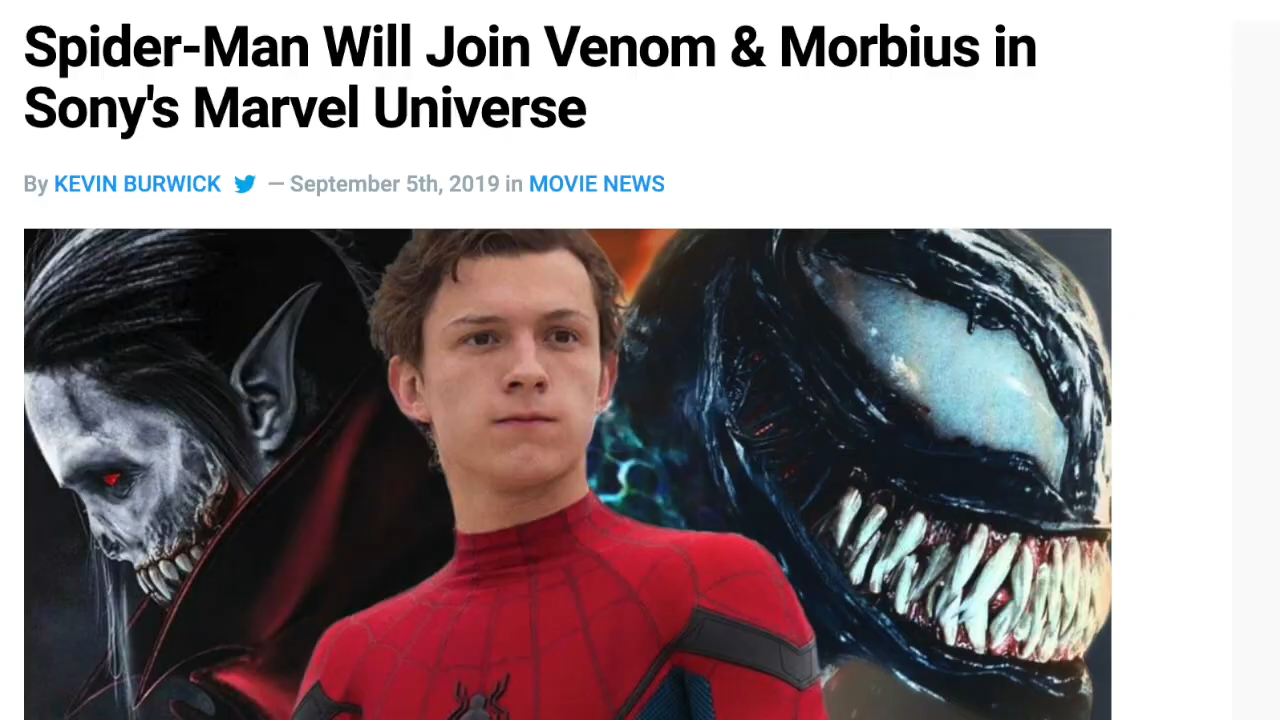 Spider-Man Will Join Venom & Morbius in
Sony's Marvel Universe
By KEVIN BURWICK — September 5th, 2019 in MOVIE NEWS